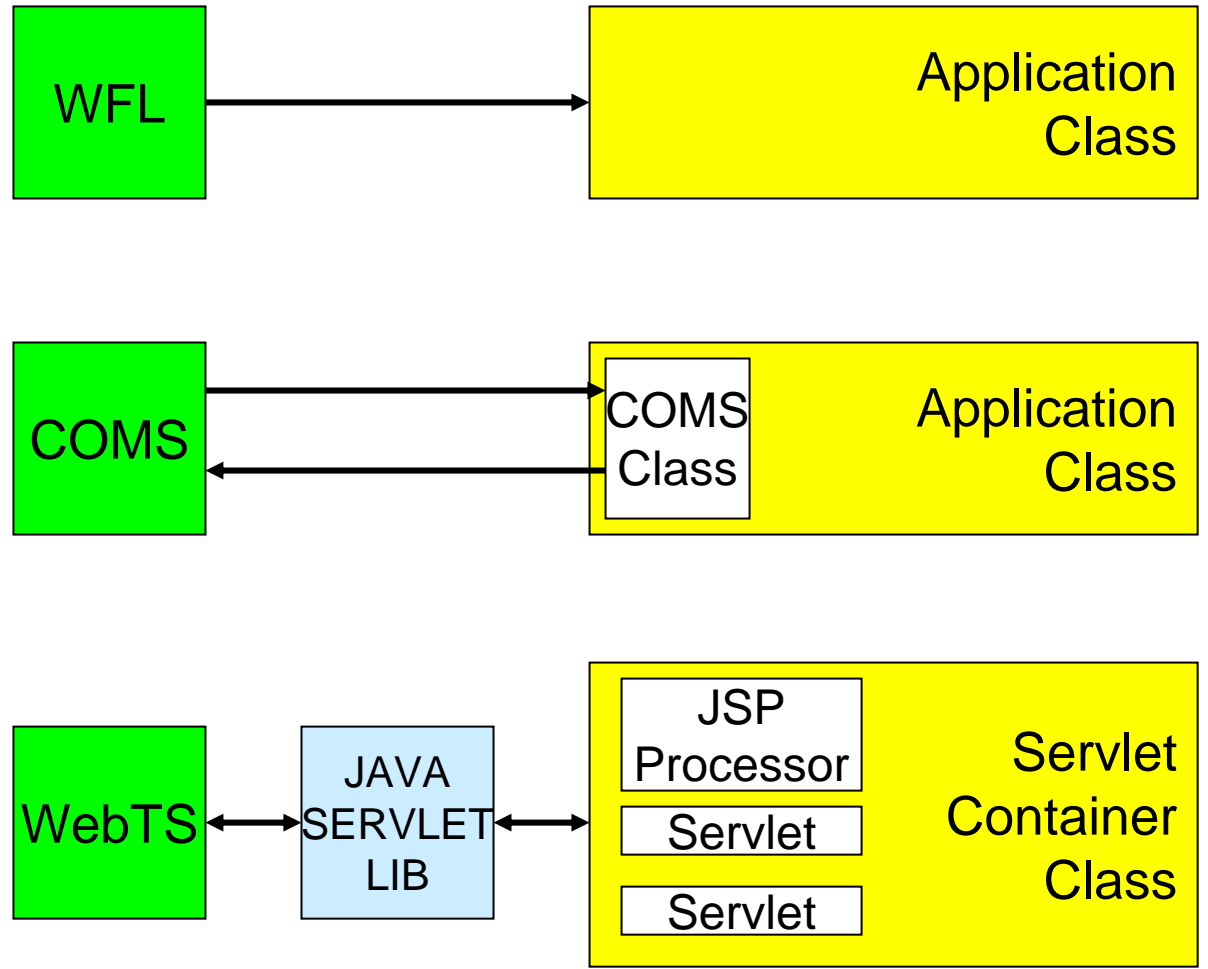 WFL
Application
Class
COMS
COMS
Class
Application
Class
WebTS
JAVA
SERVLET
LIB
JSP
Processor
Servlet
Servlet
Servlet
Container
Class